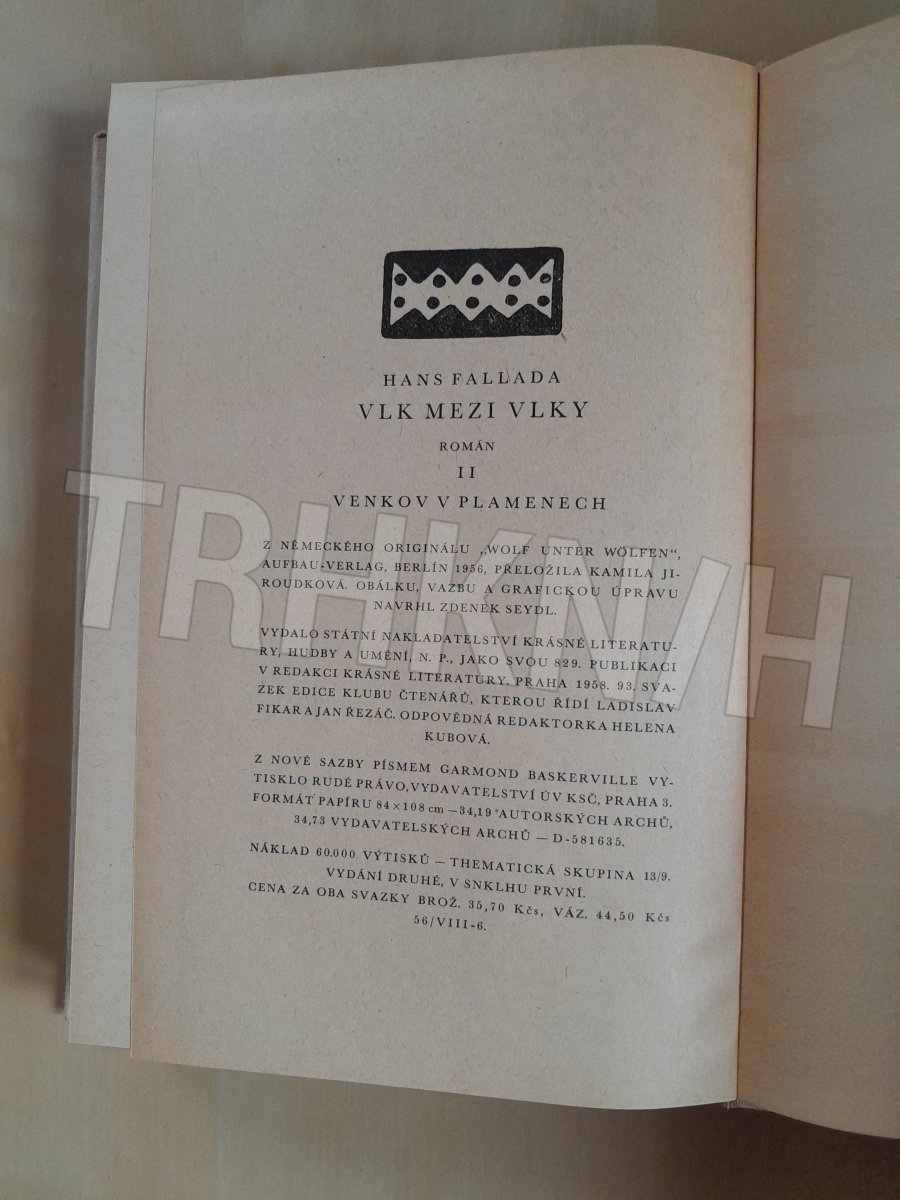 HANS FALLADA
VLK MEZI VLKY
ROMÁN
II
VENKOV V PLAMENECH
Z NĚMECKÉHO ORIGINÁLU „WOLF UNTER WÖLFEN“,
AUFBAU-VERLAG, BERLÍN 1956, PŘELOŽILA KAMILA JI-
ROUDKOVÁ. OBÁLKU, VAZBU A GRAFICKOU ÚPRAVU
NAVRHL ZDENEK SEYDL.
VYDALO STÁTNÍ NAKLADATELSTVÍ KRÁSNÉ LITERATU-
RY, HUDBY A UMĚNÍ, N. P., JAKO SVOU 829. PUBLIKACI
V REDAKCI KRÁSNÉ LITERATURY. PRAHA 1958. 93. SVA-
ZEK EDICE KLUBU ČTENÁŘŮ, KTEROU ŘÍDÍ LADISLAV
FIKAR A JAN ŘEZÁČ. ODPOVĚDNÁ REDAKTORKA HELENA
KUBOVÁ.
Z NOVÉ SAZBY PÍSMEM GARMOND BASKERVILLE VY-
TISKLO RUDÉ PRÁVO, VYDAVATELSTVÍ ÚV KSČ, PRAHA 3.
FORMÁT PAPÍRU 84×108 cm — 34,19 AUTORSKÝCH ARCHŮ,
34,73 VYDAVATELSKÝCH ARCHŮ — D-581635.
NÁKLAD 60.000 VÝTISKŮ — THEMATICKÁ SKUPINA 13/9.
VYDÁNÍ DRUHÉ, V SNKLHU PRVNÍ.
CENA ZA OBA SVAZKY BROŽ. 35,70 Kčs, VÁZ. 44,50 Kčs
56/VIII-6.
TRHKNIH